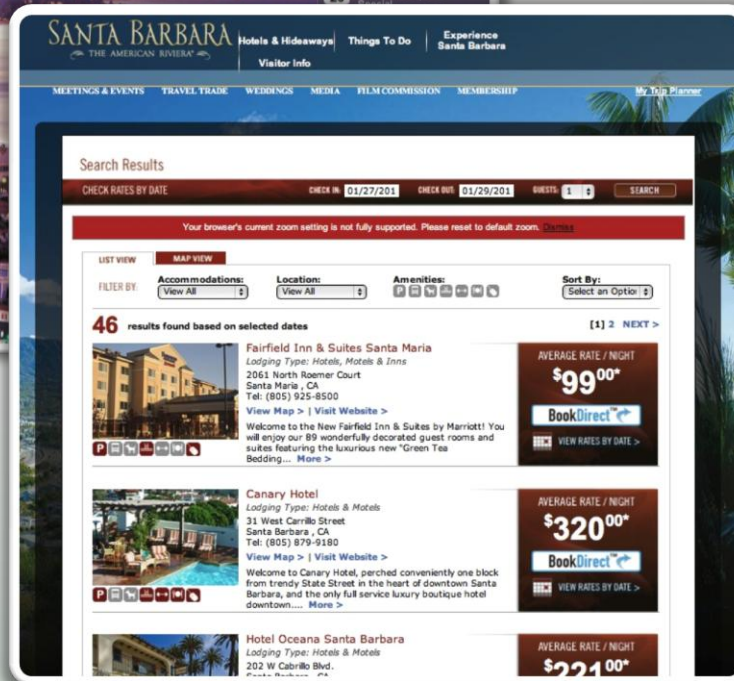 SANTA BARBARA
THE AMERICAN RIVIERA®
Hotels & Hideaways
Things To Do
Experience
Santa Barbara
Visitor Info
MEETINGS & EVENTS TRAVEL TRADE WEDDINGS MEDIA FILM COMMISSION MEMBERSHIP My Trip Planner
Search Results
CHECK RATES BY DATE CHECK IN: 01/27/201 CHECK OUT: 01/29/201 GUESTS: 1 SEARCH
Your browser's current zoom setting is not fully supported. Please reset to default zoom. Dismiss
LIST VIEW MAP VIEW
FILTER BY: Accommodations: Location: Amenities: Sort By:
View All View All Select an Option
46 results found based on selected dates [1] 2 NEXT >
Fairfield Inn & Suites Santa Maria
Lodging Type: Hotels, Motels & Inns
2061 North Roemer Court
Santa Maria , CA
Tel: (805) 925-8500
View Map > | Visit Website >
Welcome to the New Fairfield Inn & Suites by Marriott! You
will enjoy our 89 wonderfully decorated guest rooms and
suites featuring the luxurious new "Green Tea
Bedding... More >
AVERAGE RATE / NIGHT
$9900*
BookDirect™
VIEW RATES BY DATE >
Canary Hotel
Lodging Type: Hotels & Motels
31 West Carrillo Street
Santa Barbara , CA
Tel: (805) 879-9180
View Map > | Visit Website >
Welcome to Canary Hotel, perched conveniently one block
from trendy State Street in the heart of downtown Santa
Barbara, and the only full service luxury boutique hotel
downtown.... More >
AVERAGE RATE / NIGHT
$32000*
BookDirect™
VIEW RATES BY DATE >
Hotel Oceana Santa Barbara
Lodging Type: Hotels & Motels
202 W Cabrillo Blvd.
Santa Barbara , CA
AVERAGE RATE / NIGHT
$22100*